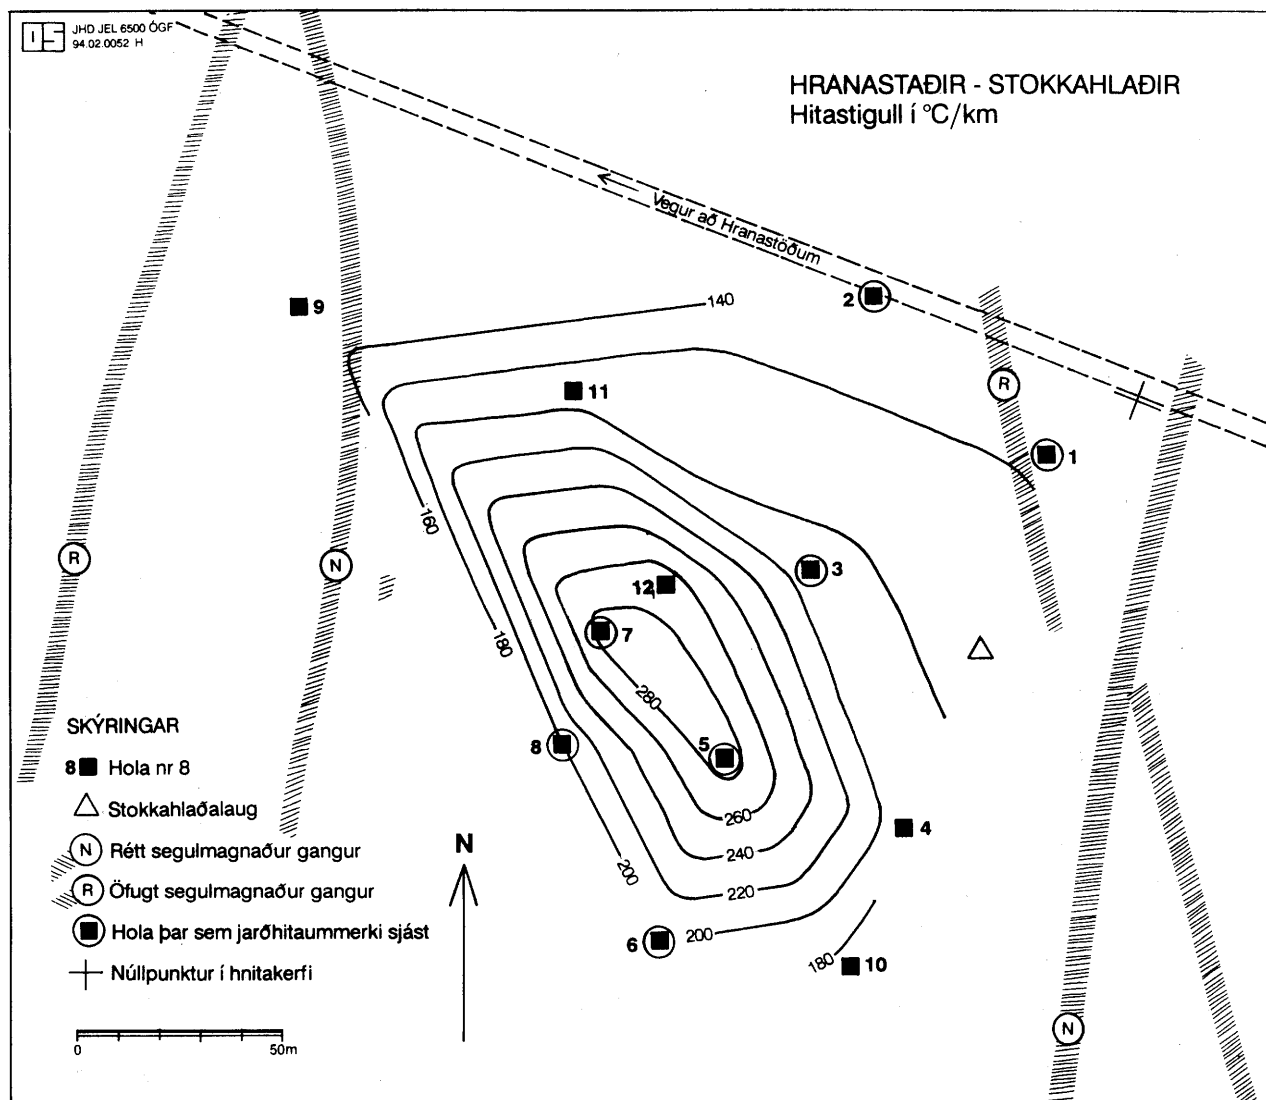 OS
JHD JEL 6500 ÓGF
94.02.0052 H
HRANASTAÐIR - STOKKAHLAÐIR
Hitastigull í °C/km
Vegur að Hranastöðum
2
140
9
R
11
1
160
R
N
3
12
7
180
280
8
5
260
4
240
200
220
200
6
180
10
N
N
SKÝRINGAR
8 Hola nr 8
Stokkahlaðalaug
N Rétt segulmagnaður gangur
R Öfugt segulmagnaður gangur
Hola þar sem jarðhitaummerki sjást
Núllpunktur í hnitakerfi
0 50m